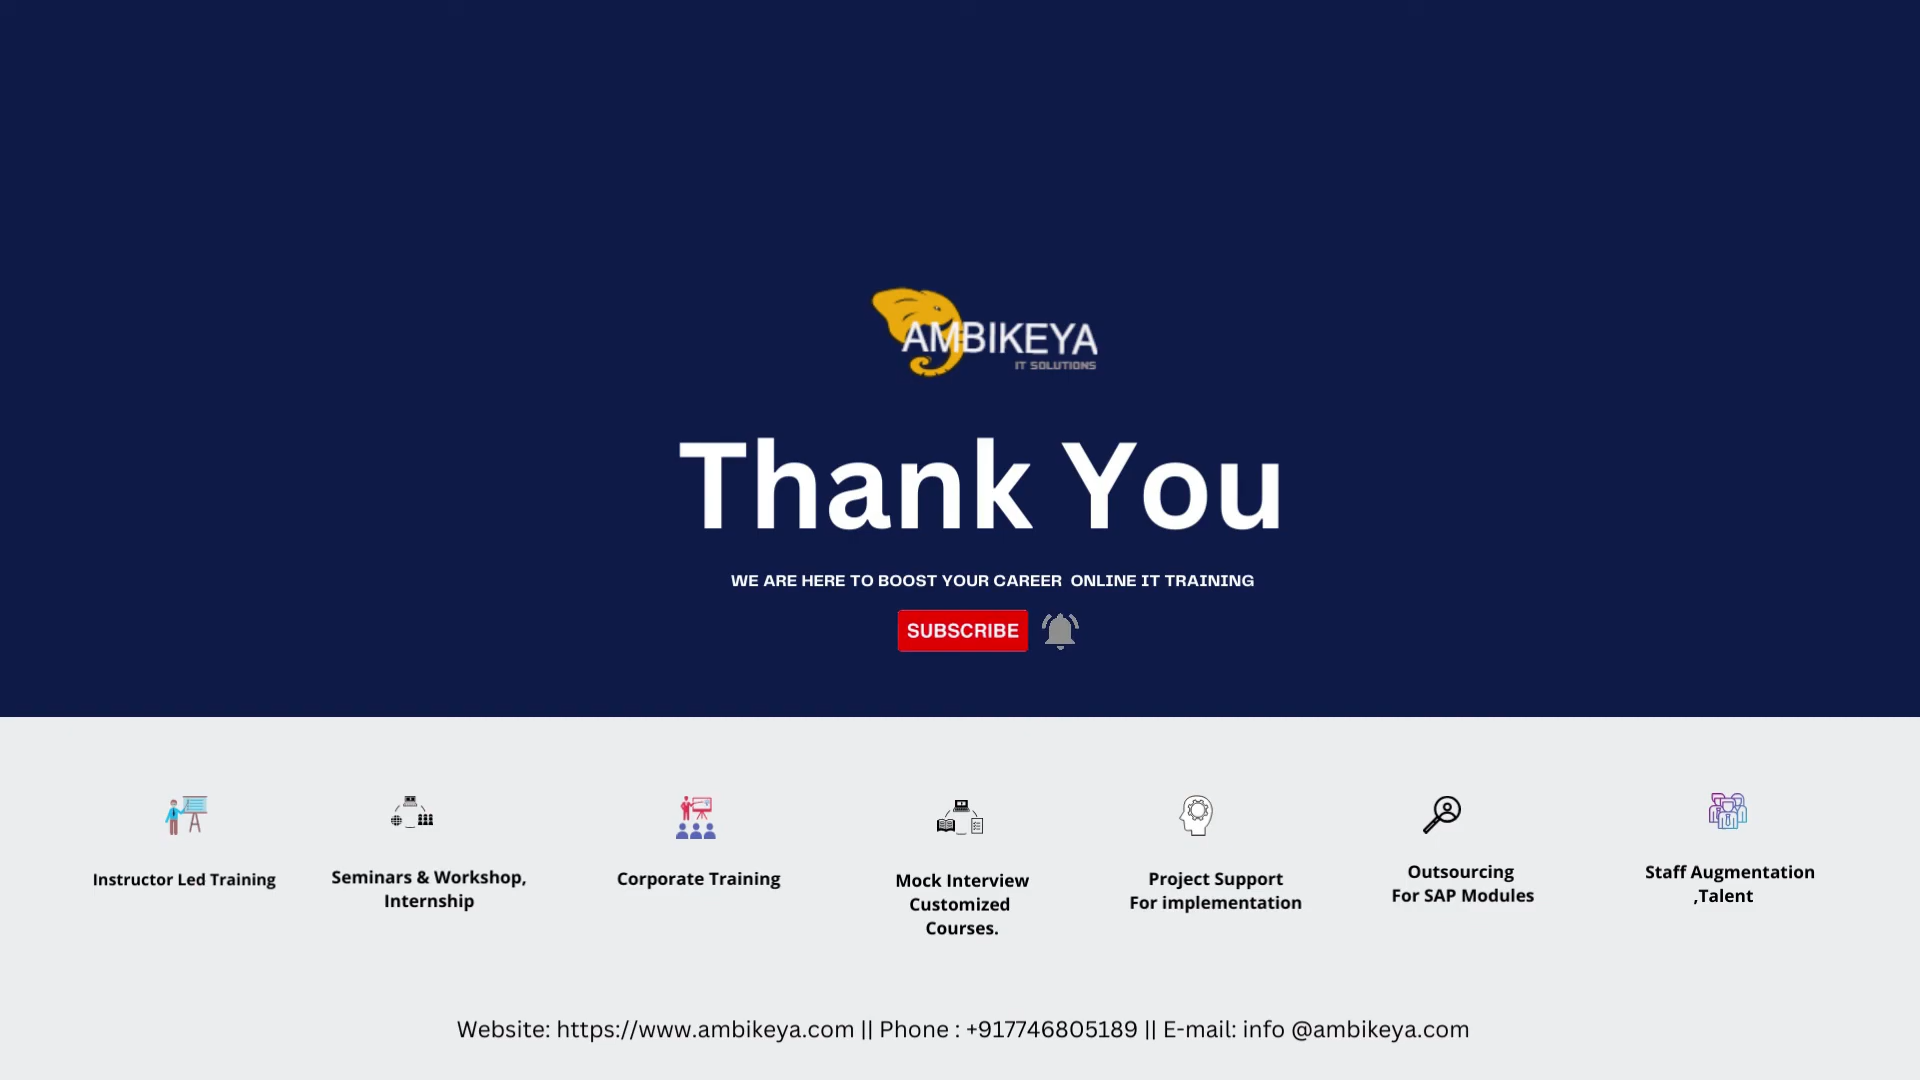 AMBIKEYA
IT SOLUTIONS
Thank You
WE ARE HERE TO BOOST YOUR CAREER ONLINE IT TRAINING
SUBSCRIBE
Instructor Led Training
Seminars & Workshop,
Internship
Corporate Training
Mock Interview
Customized
Courses.
Project Support
For implementation
Outsourcing
For SAP Modules
Staff Augmentation
,Talent
Website: https://www.ambikeya.com || Phone : +917746805189 || E-mail: info @ambikeya.com